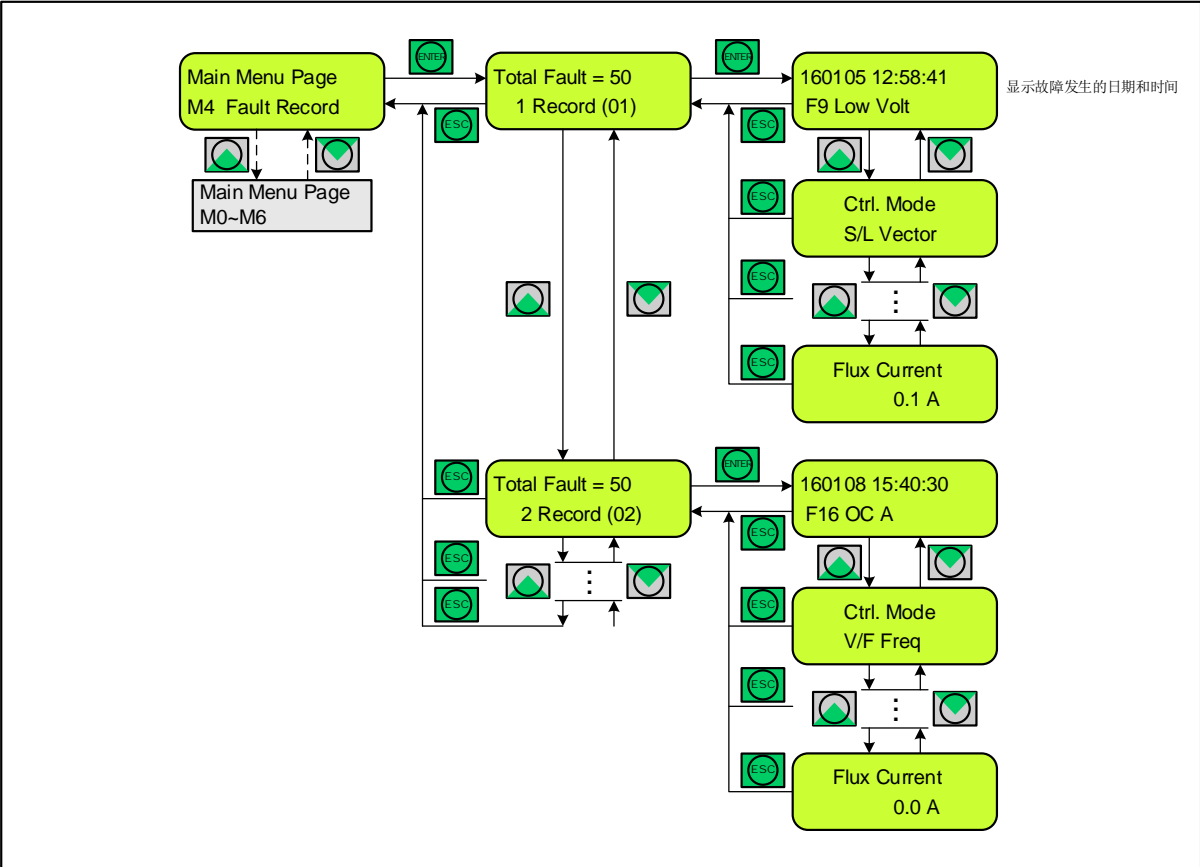 ENTER
ENTER
Main Menu Page
M4 Fault Record
Total Fault = 50
1 Record (01)
160105 12:58:41
F9 Low Volt
显示故障发生的日期和时间
ESC
ESC
Main Menu Page
M0~M6
ESC
Ctrl. Mode
S/L Vector
ESC
⋮
ESC
Flux Current
0.1 A
ENTER
ESC
Total Fault = 50
2 Record (02)
160108 15:40:30
F16 OC A
ESC
ESC
⋮
ESC
ESC
Ctrl. Mode
V/F Freq
ESC
⋮
ESC
Flux Current
0.0 A